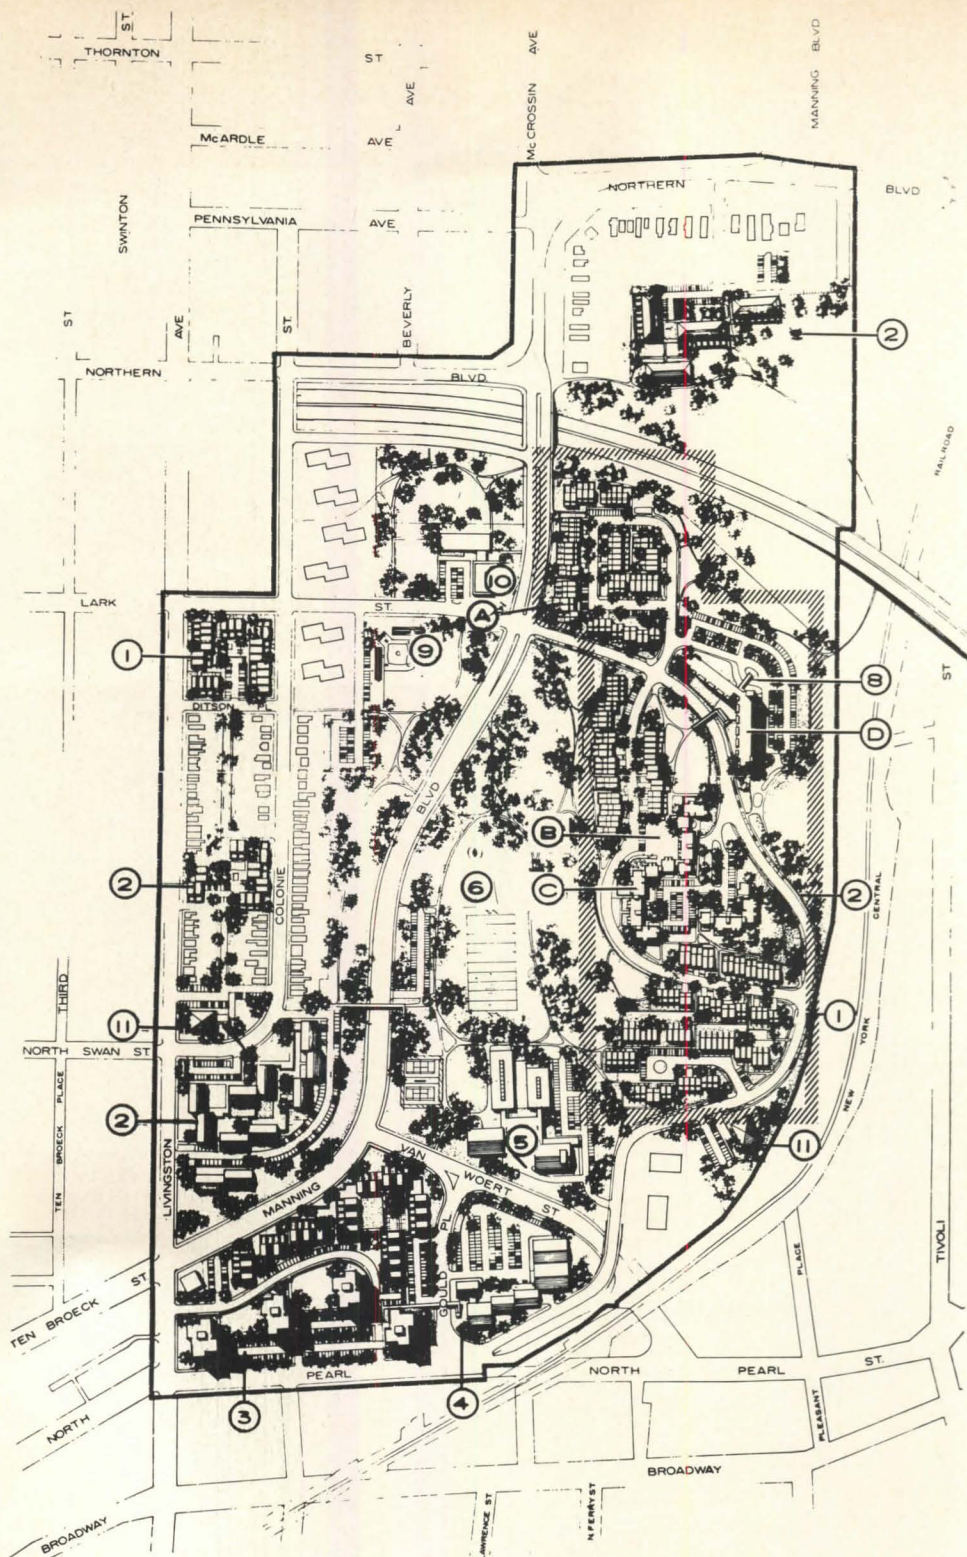 ST.
THORNTON
ST
AVE
McCROSSIN AVE
MANNING BLVD
McARDLE
AVE
SWINTON
PENNSYLVANIA
AVE
NORTHERN
BLVD
ST
AVE
ST.
BEVERLY
2
NORTHERN
BLVD
RAILROAD
LARK
ST.
10
A
9
1
8
ST
DITSON PL
D
BLVD
B
2
6
C
2
COLONIE
CENTRAL
THIRD
11
1
NORTH SWAN ST
YORK
TEN BROECK PLACE
NEW
2
5
11
LIVINGSTON
VAN WOERT ST
MANNING
GOULD PL
PLACE
TIVOLI
TEN BROECK ST.
PEARL
NORTH PEARL ST.
3
4
NORTH
PLEASANT
BROADWAY
BROADWAY
N FERRY ST